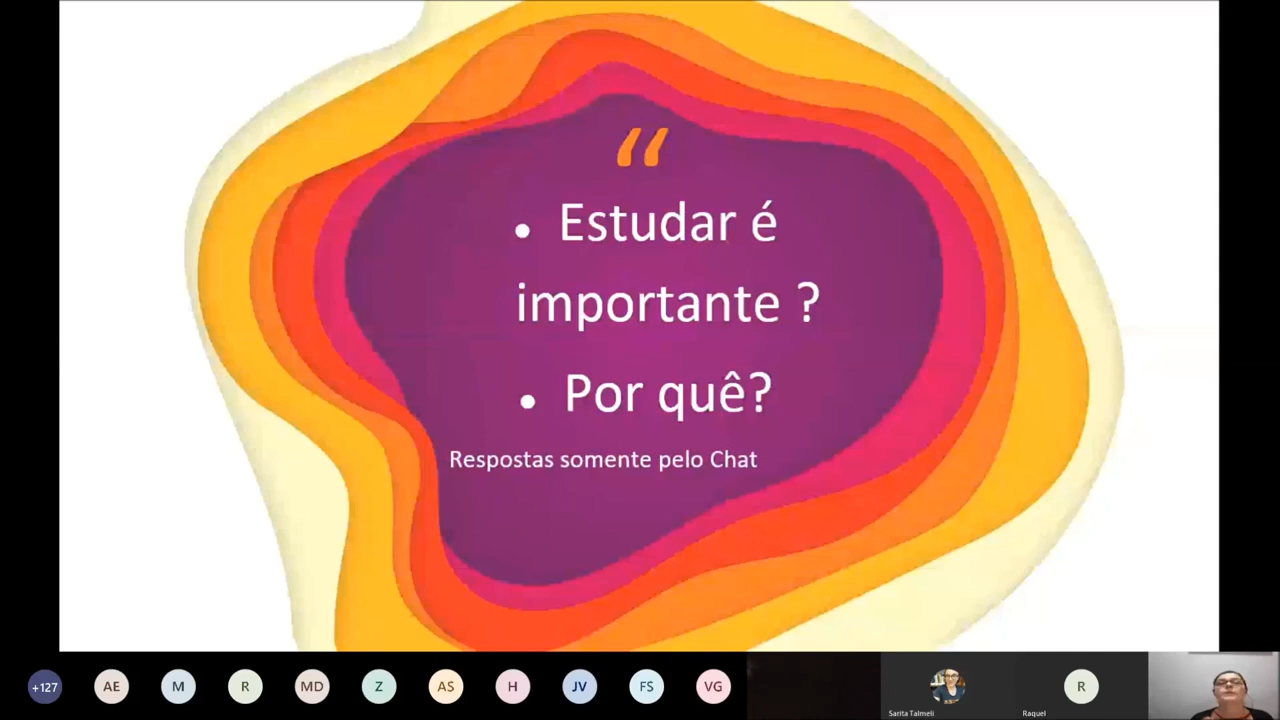 “
• Estudar é
importante ?
• Por quê?
Respostas somente pelo Chat
+127
AE
M
R
MD
Z
AS
H
JV
FS
VG
Sarita Talmeli
R
Raquel